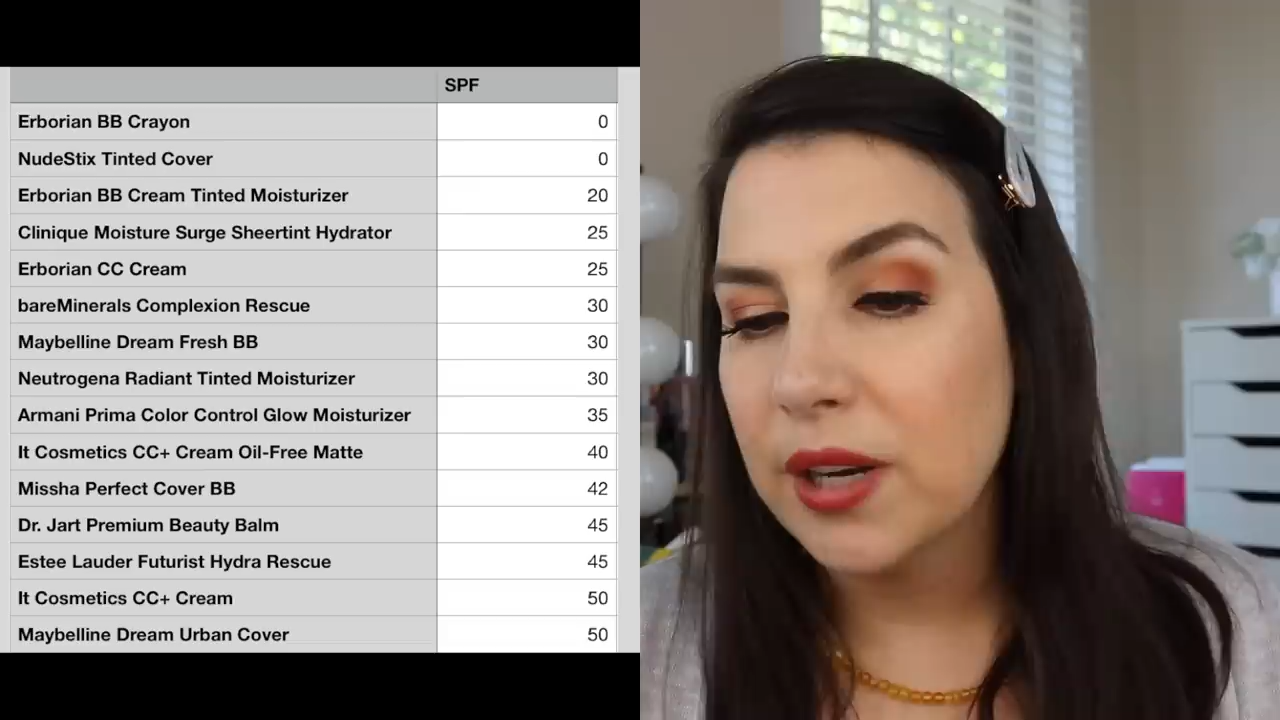 SPF
Erborian BB Crayon 0
NudeStix Tinted Cover 0
Erborian BB Cream Tinted Moisturizer 20
Clinique Moisture Surge Sheertint Hydrator 25
Erborian CC Cream 25
bareMinerals Complexion Rescue 30
Maybelline Dream Fresh BB 30
Neutrogena Radiant Tinted Moisturizer 30
Armani Prima Color Control Glow Moisturizer 35
It Cosmetics CC+ Cream Oil-Free Matte 40
Missha Perfect Cover BB 42
Dr. Jart Premium Beauty Balm 45
Estee Lauder Futurist Hydra Rescue 45
It Cosmetics CC+ Cream 50
Maybelline Dream Urban Cover 50